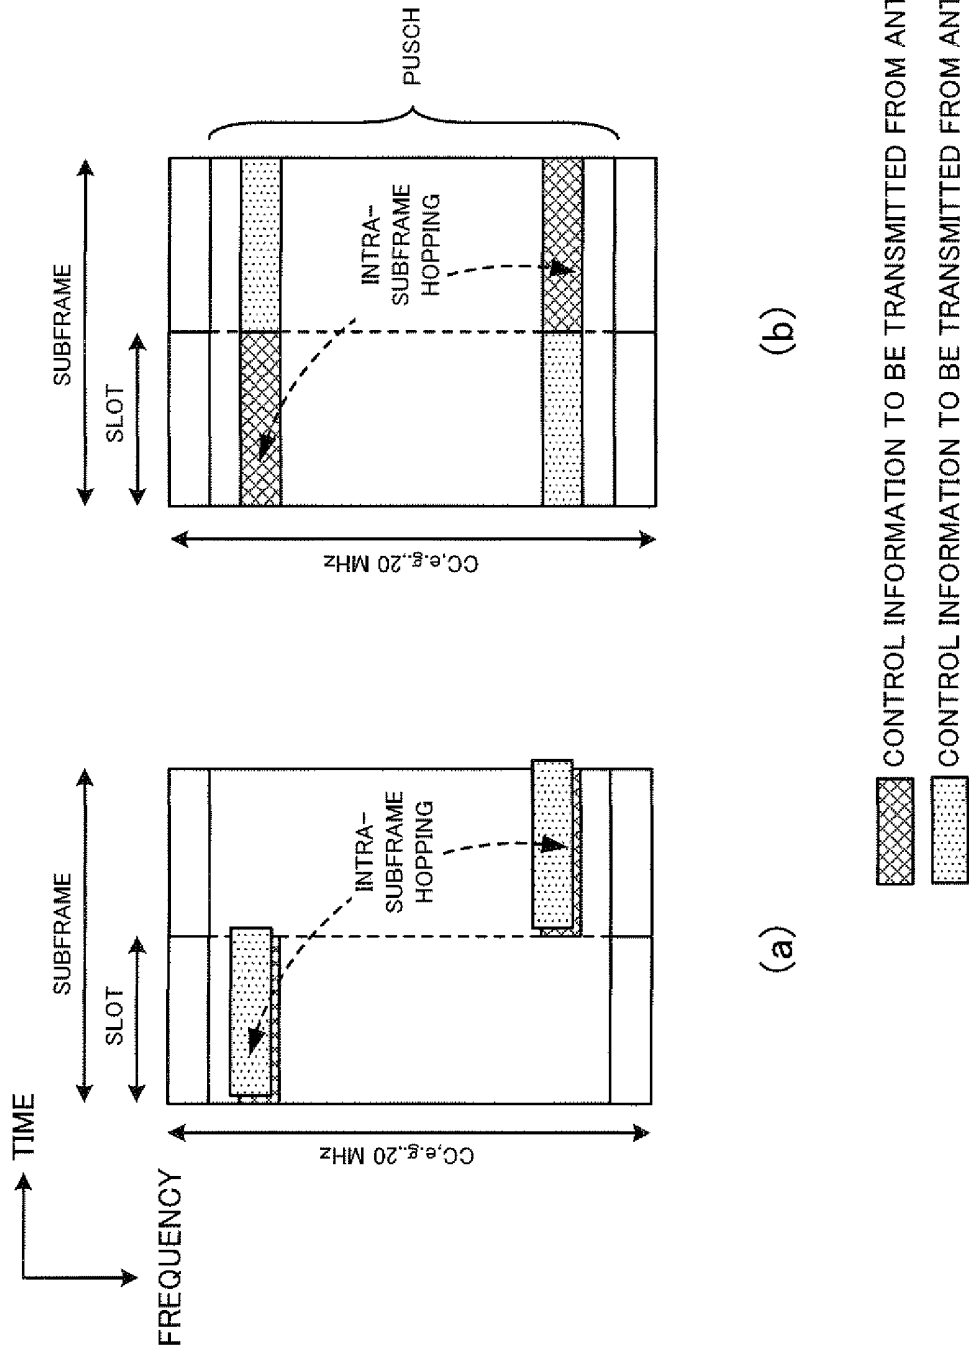 TIME
FREQUENCY
SUBFRAME
SLOT
CC,e.g.,20 MHz
INTRA-
SUBFRAME
HOPPING
(a)
SUBFRAME
SLOT
CC,e.g.,20 MHz
INTRA-
SUBFRAME
HOPPING
PUSCH
(b)
CONTROL INFORMATION TO BE TRANSMITTED FROM ANT
CONTROL INFORMATION TO BE TRANSMITTED FROM ANT